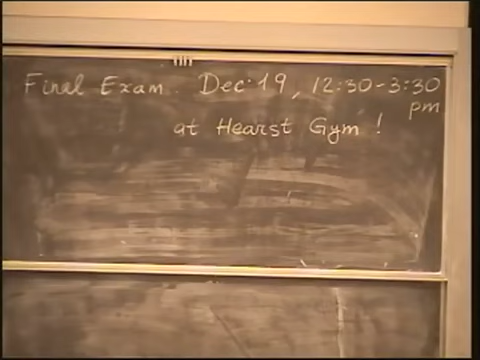 Final Exam. Dec. 19, 12:30-3:30
pm
at Hearst Gym!